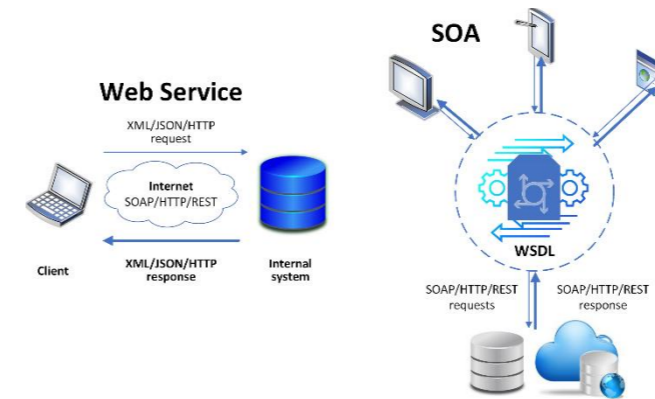 Web Service
XML/JSON/HTTP
request
Internet
SOAP/HTTP/REST
Client
XML/JSON/HTTP
response
Internal
system
SOA
WSDL
SOAP/HTTP/REST
requests
SOAP/HTTP/REST
response